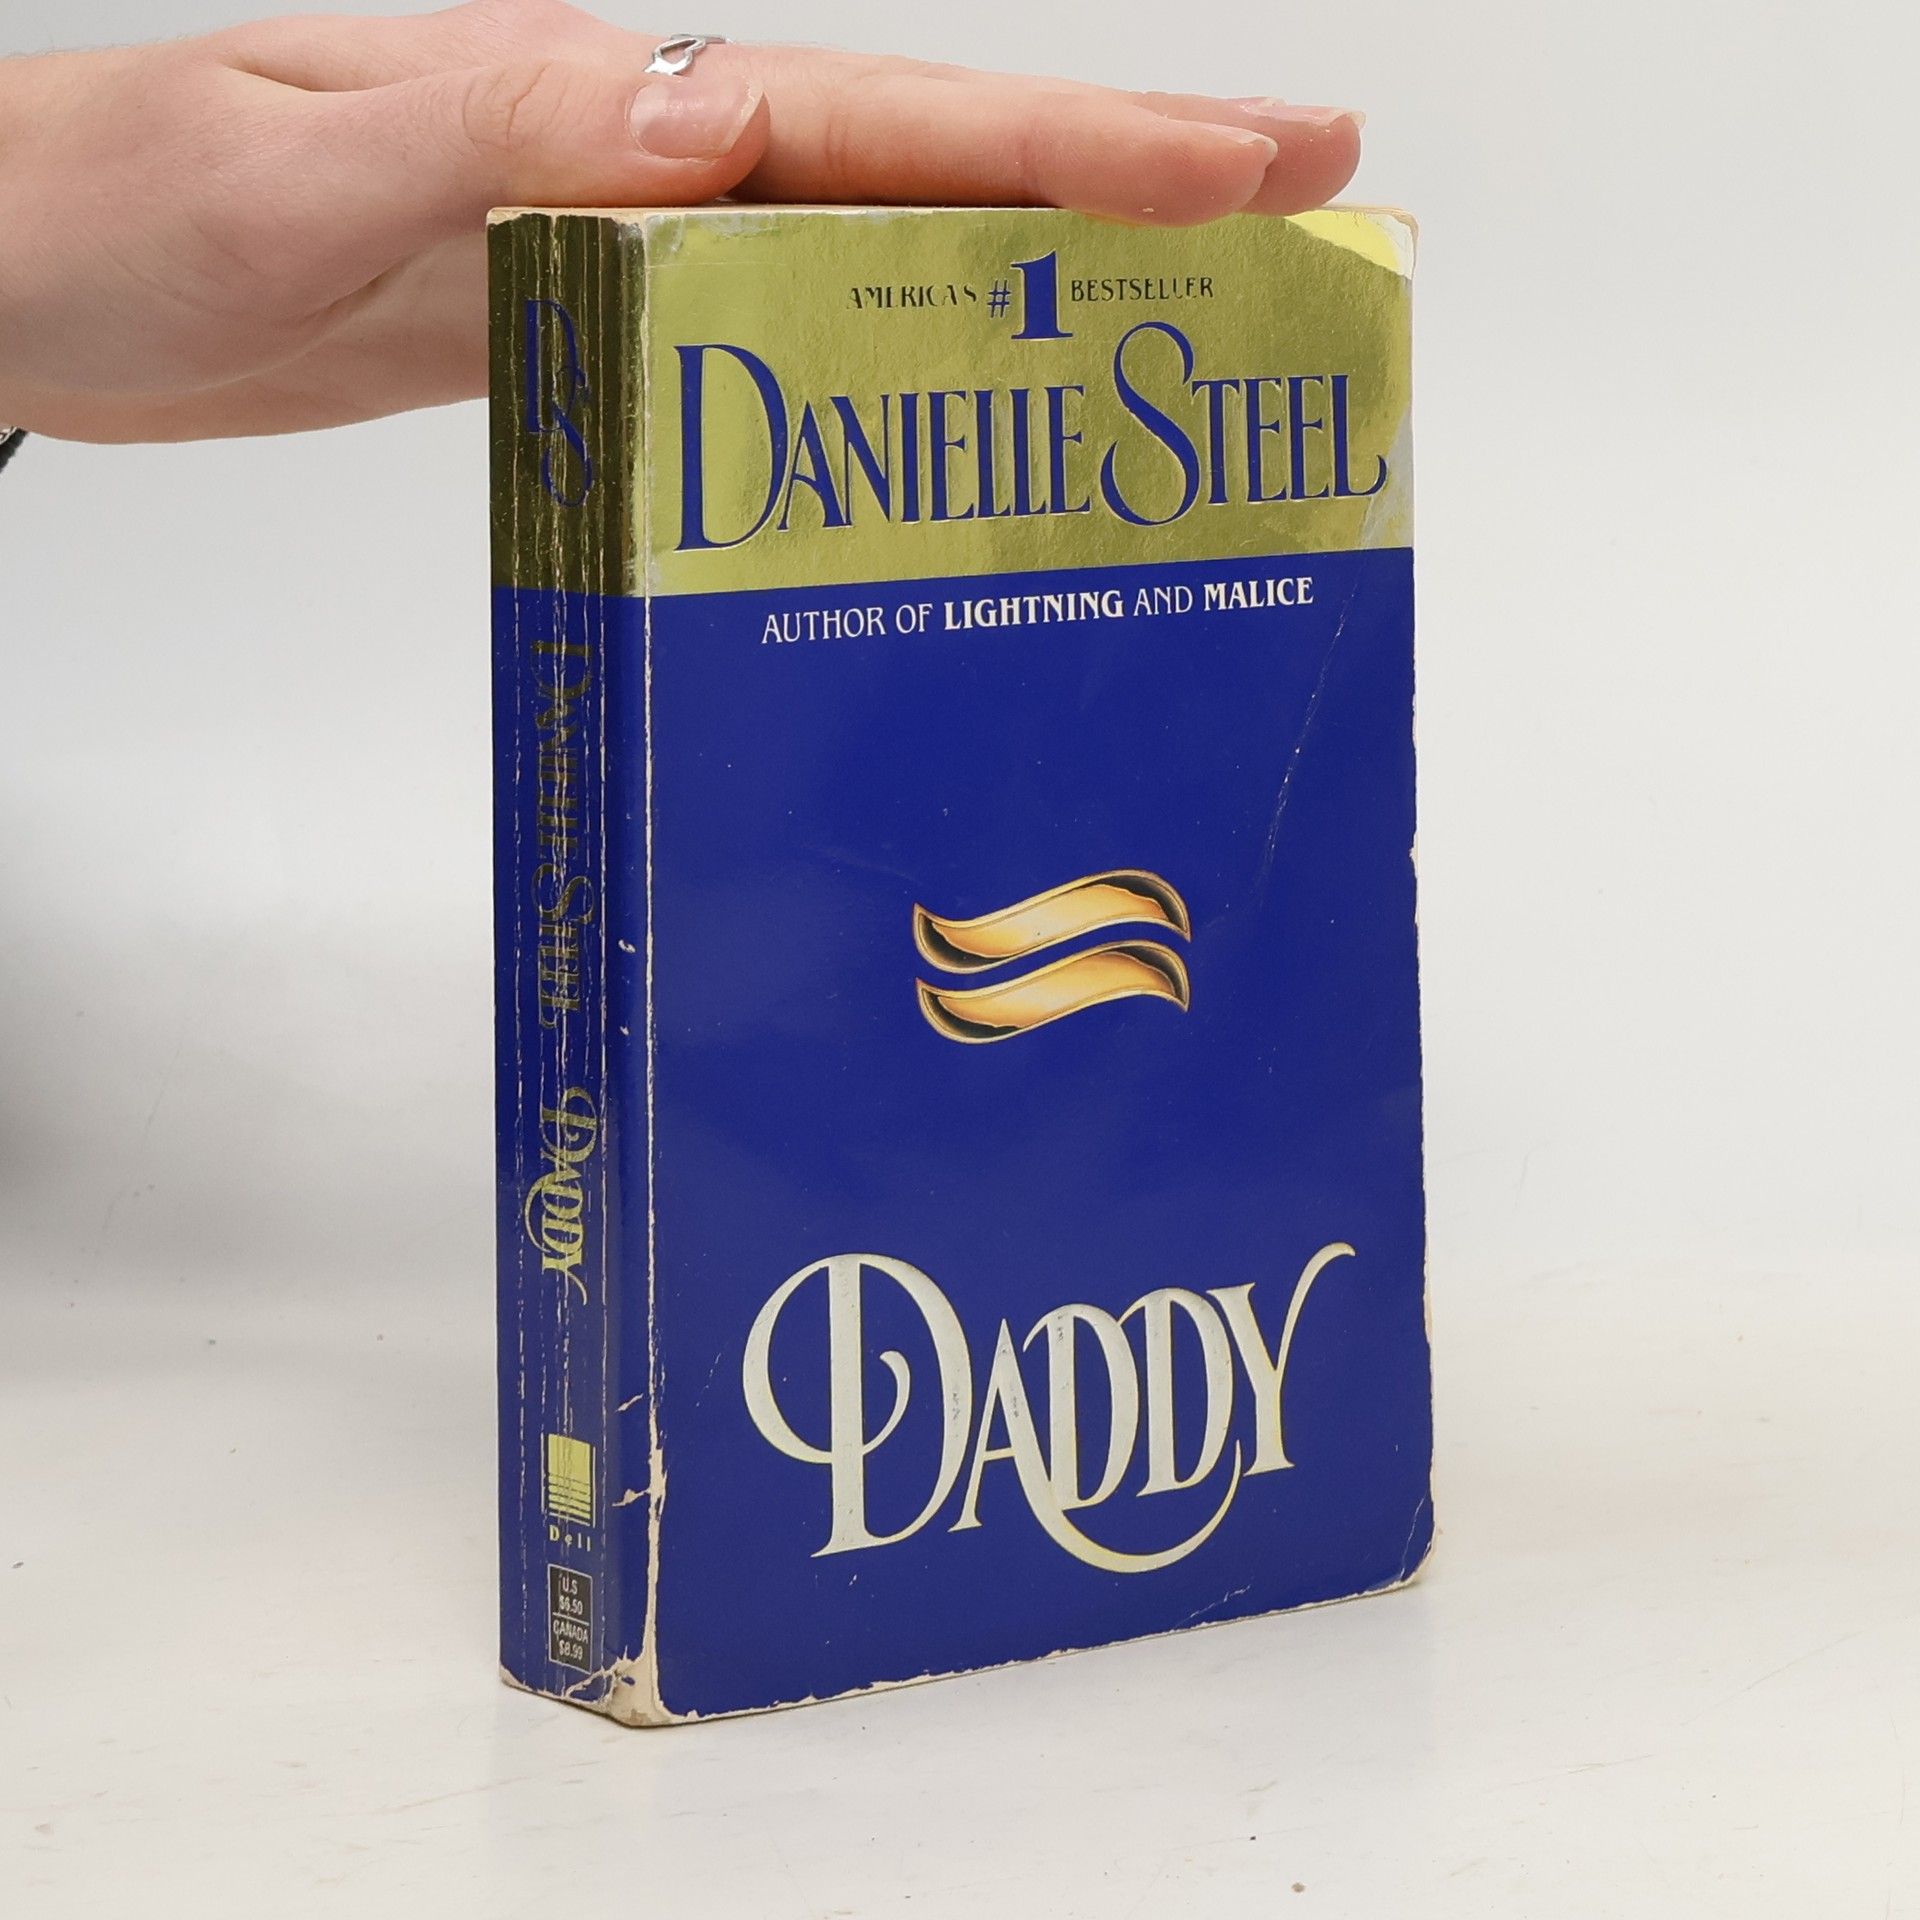 AMERICA'S #1 BESTSELLER
DANIELLE STEEL
AUTHOR OF LIGHTNING AND MALICE
DADDY
DS
DANIELLE STEEL DADDY
Dell
U.S
$6.50
CANADA
$8.99